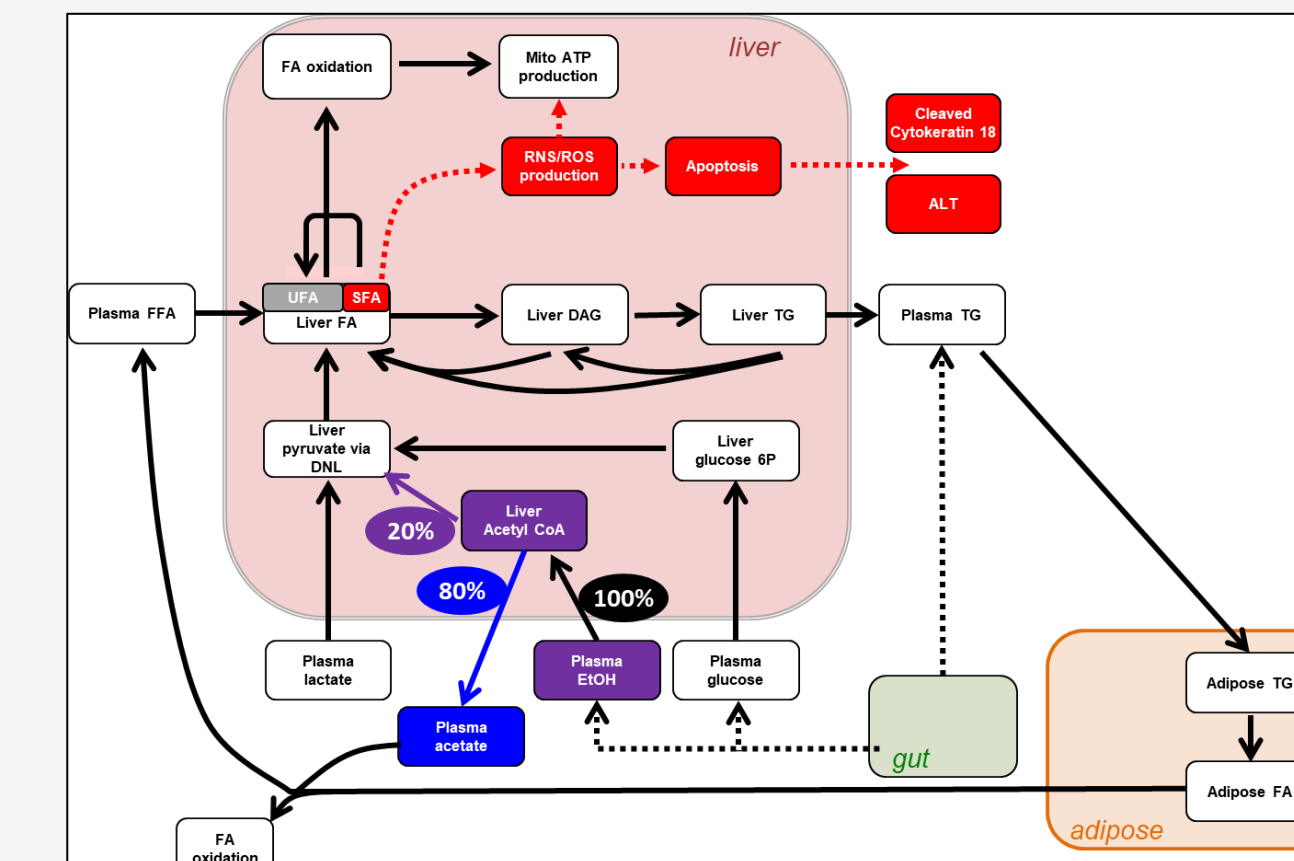 liver
FA oxidation
Mito ATP
production
Cleaved
Cytokeratin 18
RNS/ROS
production
Apoptosis
ALT
UFA
SFA
Plasma FFA
Liver FA
Liver DAG
Liver TG
Plasma TG
Liver
pyruvate via
DNL
Liver
glucose 6P
Liver
Acetyl CoA
20%
80%
100%
Plasma
lactate
Plasma
EtOH
Plasma
glucose
Adipose TG
Plasma
acetate
gut
Adipose FA
adipose
FA
oxidation